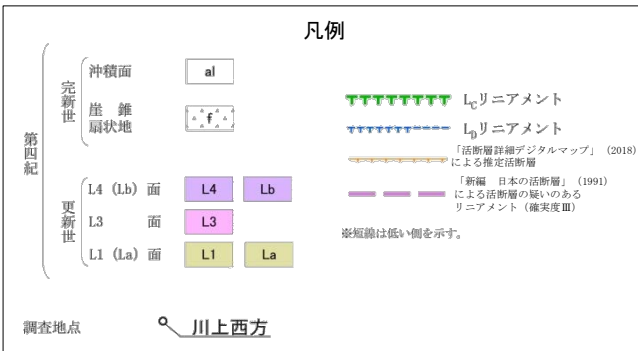 凡例
第四紀
完新世
沖積面
al
崖錐
扇状地
f
更新世
L4 (Lb) 面
L4
Lb
L3 面
L3
L1 (La) 面
L1
La
調査地点
川上西方
LCリニアメント
LDリニアメント
「活断層詳細デジタルマップ」(2018)
による推定活断層
「新編 日本の活断層」(1991)
による活断層の疑いのある
リニアメント（確実度Ⅲ）
※短線は低い側を示す。